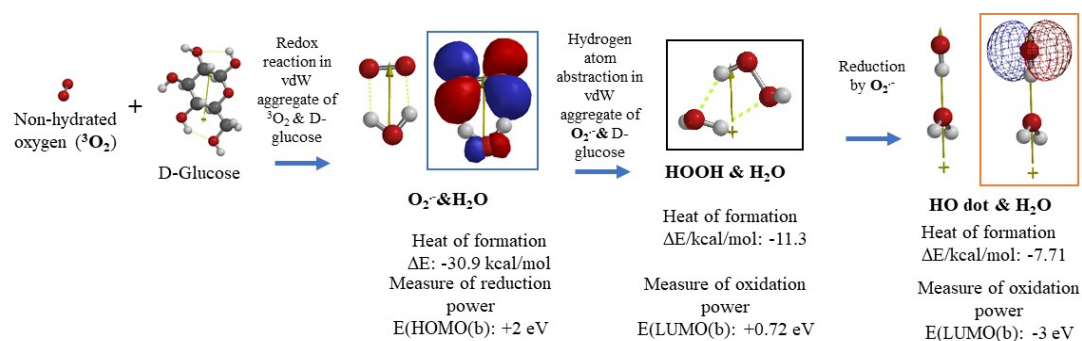 Non-hydrated
oxygen (³O₂)
+
D-Glucose
Redox
reaction in
vdW
aggregate of
³O₂ & D-
glucose
O₂·⁻&H₂O
Heat of formation
ΔE: -30.9 kcal/mol
Measure of reduction
power
E(HOMO(b): +2 eV
Hydrogen
atom
abstraction in
vdW
aggregate of
O₂·⁻& D-
glucose
HOOH & H₂O
Heat of formation
ΔE/kcal/mol: -11.3
Measure of oxidation
power
E(LUMO(b): +0.72 eV
Reduction
by O₂·⁻
HO dot & H₂O
Heat of formation
ΔE/kcal/mol: -7.71
Measure of oxidation
power
E(LUMO(b): -3 eV